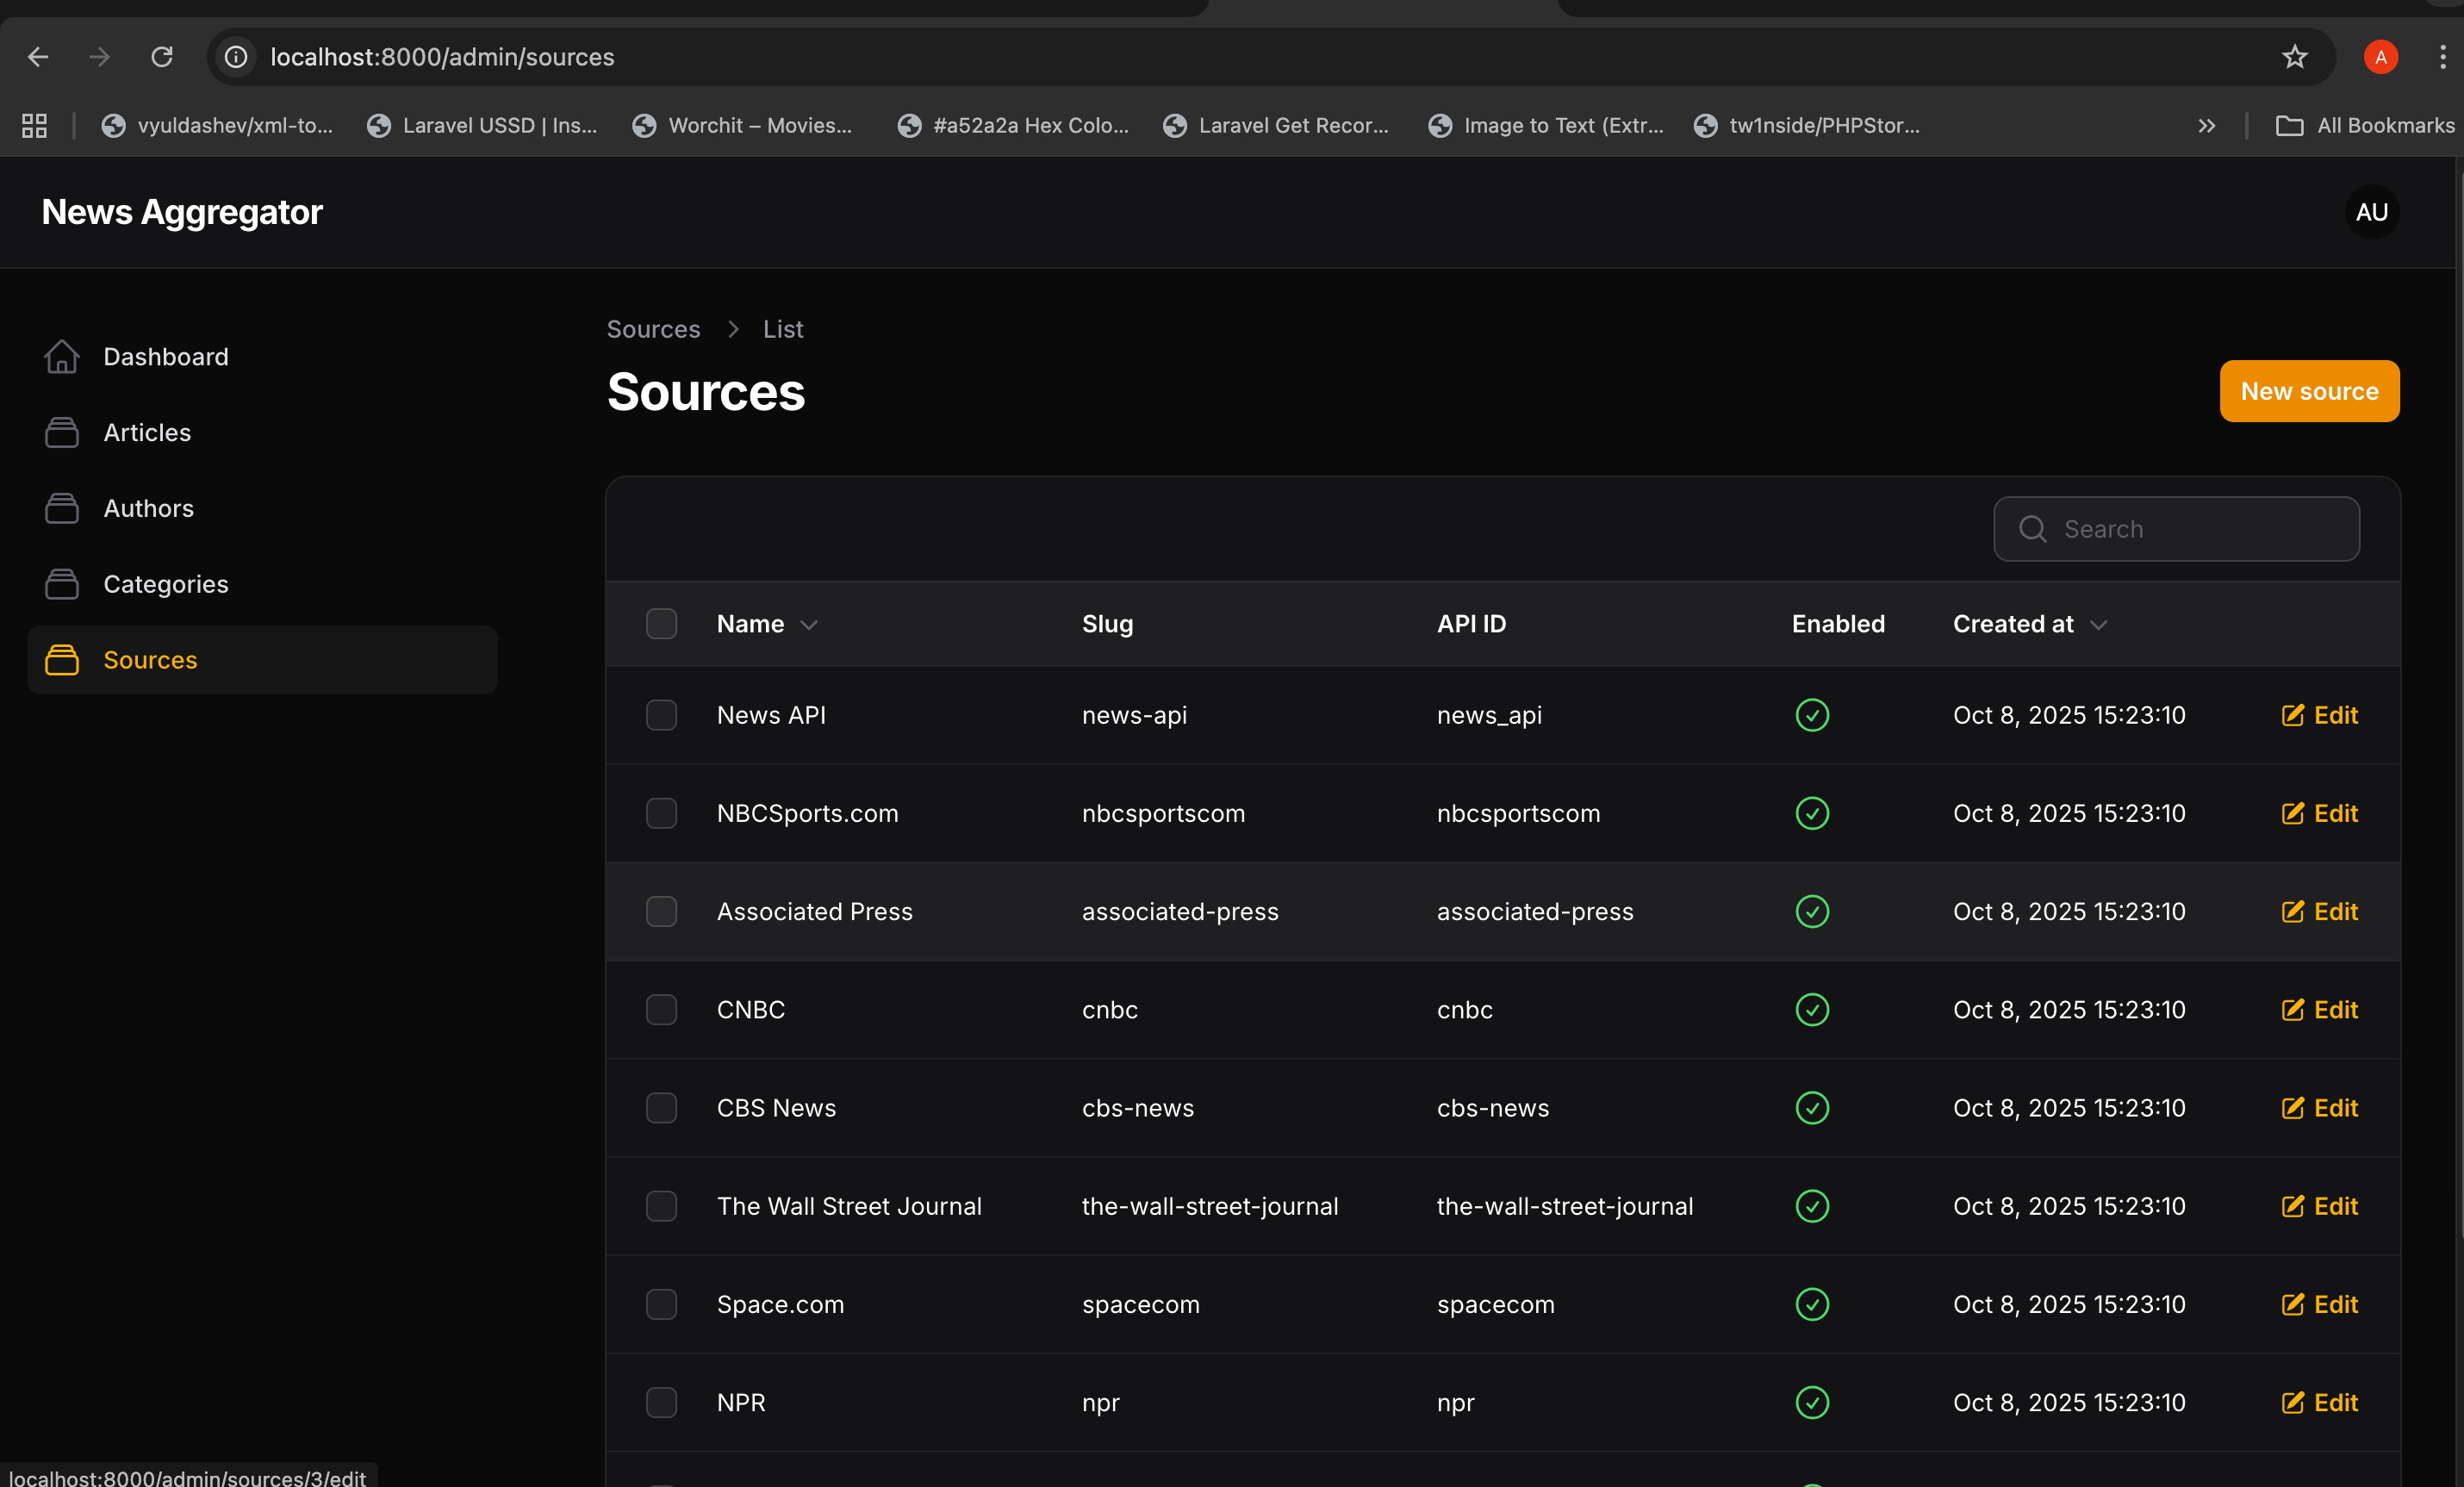 localhost:8000/admin/sources
A
vyuldashev/xml-to... Laravel USSD | Ins... Worchit – Movies... #a52a2a Hex Colo... Laravel Get Recor... Image to Text (Extr... tw1nside/PHPStor... All Bookmarks
News Aggregator
AU
Dashboard
Articles
Authors
Categories
Sources
Sources > List
Sources
New source
Search
Name Slug API ID Enabled Created at
News API news-api news_api Oct 8, 2025 15:23:10 Edit
NBCSports.com nbcsportscom nbcsportscom Oct 8, 2025 15:23:10 Edit
Associated Press associated-press associated-press Oct 8, 2025 15:23:10 Edit
CNBC cnbc cnbc Oct 8, 2025 15:23:10 Edit
CBS News cbs-news cbs-news Oct 8, 2025 15:23:10 Edit
The Wall Street Journal the-wall-street-journal the-wall-street-journal Oct 8, 2025 15:23:10 Edit
Space.com spacecom spacecom Oct 8, 2025 15:23:10 Edit
NPR npr npr Oct 8, 2025 15:23:10 Edit
localhost:8000/admin/sources/3/edit